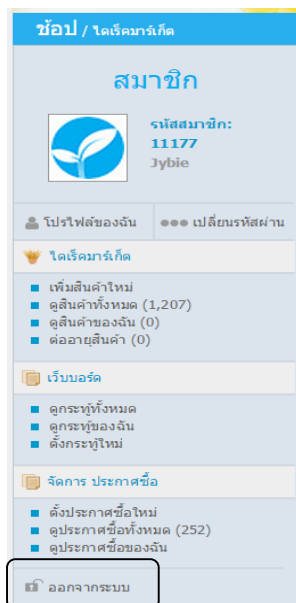 ช้อป / ไดเร็คมาร์เก็ต
สมาชิก
รหัสสมาชิก:
11177
Jybie
โปรไฟล์ของฉัน เปลี่ยนรหัสผ่าน
ไดเร็คมาร์เก็ต
เพิ่มสินค้าใหม่
ดูสินค้าทั้งหมด (1,207)
ดูสินค้าของฉัน (0)
ต่ออายุสินค้า (0)
เว็บบอร์ด
ดูกระทู้ทั้งหมด
ดูกระทู้ของฉัน
ตั้งกระทู้ใหม่
จัดการ ประกาศซื้อ
ตั้งประกาศซื้อใหม่
ดูประกาศซื้อทั้งหมด (252)
ดูประกาศซื้อของฉัน
ออกจากระบบ